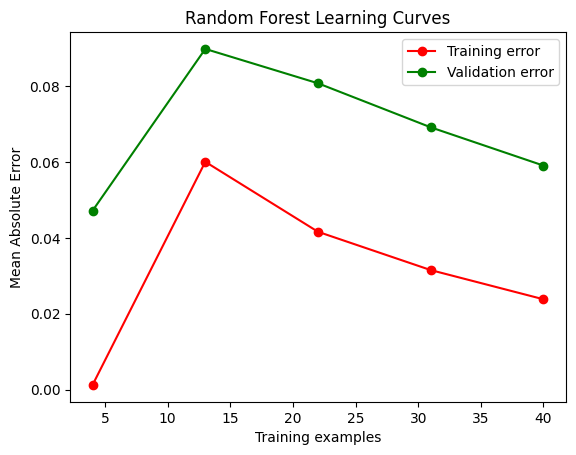 Random Forest Learning Curves
Training error
Validation error
Mean Absolute Error
0.08
0.06
0.04
0.02
0.00
5 10 15 20 25 30 35 40
Training examples